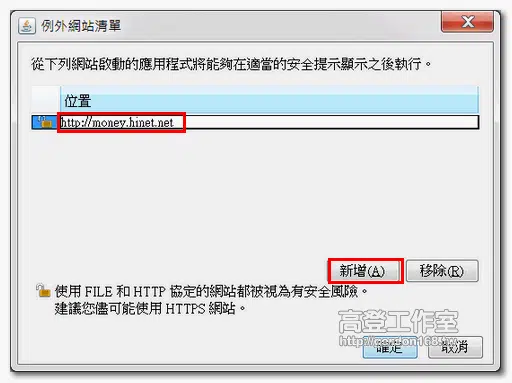 例外網站清單
從下列網站啟動的應用程式將能夠在適當的安全提示顯示之後執行。
位置
http://money.hinet.net
新增(A)
移除(R)
使用 FILE 和 HTTP 協定的網站都被視為有安全風險。
建議您儘可能使用 HTTPS 網站。
高登工作室
確定
取消